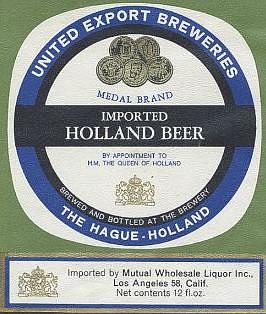 UNITED EXPORT BREWERIES
MEDAL BRAND
IMPORTED
HOLLAND BEER
BY APPOINTMENT TO
H.M. THE QUEEN OF HOLLAND
BREWED AND BOTTLED AT THE BREWERY
THE HAGUE - HOLLAND
Imported by Mutual Wholesale Liquor Inc.,
Los Angeles 58, Calif.
Net contents 12 fl.oz.